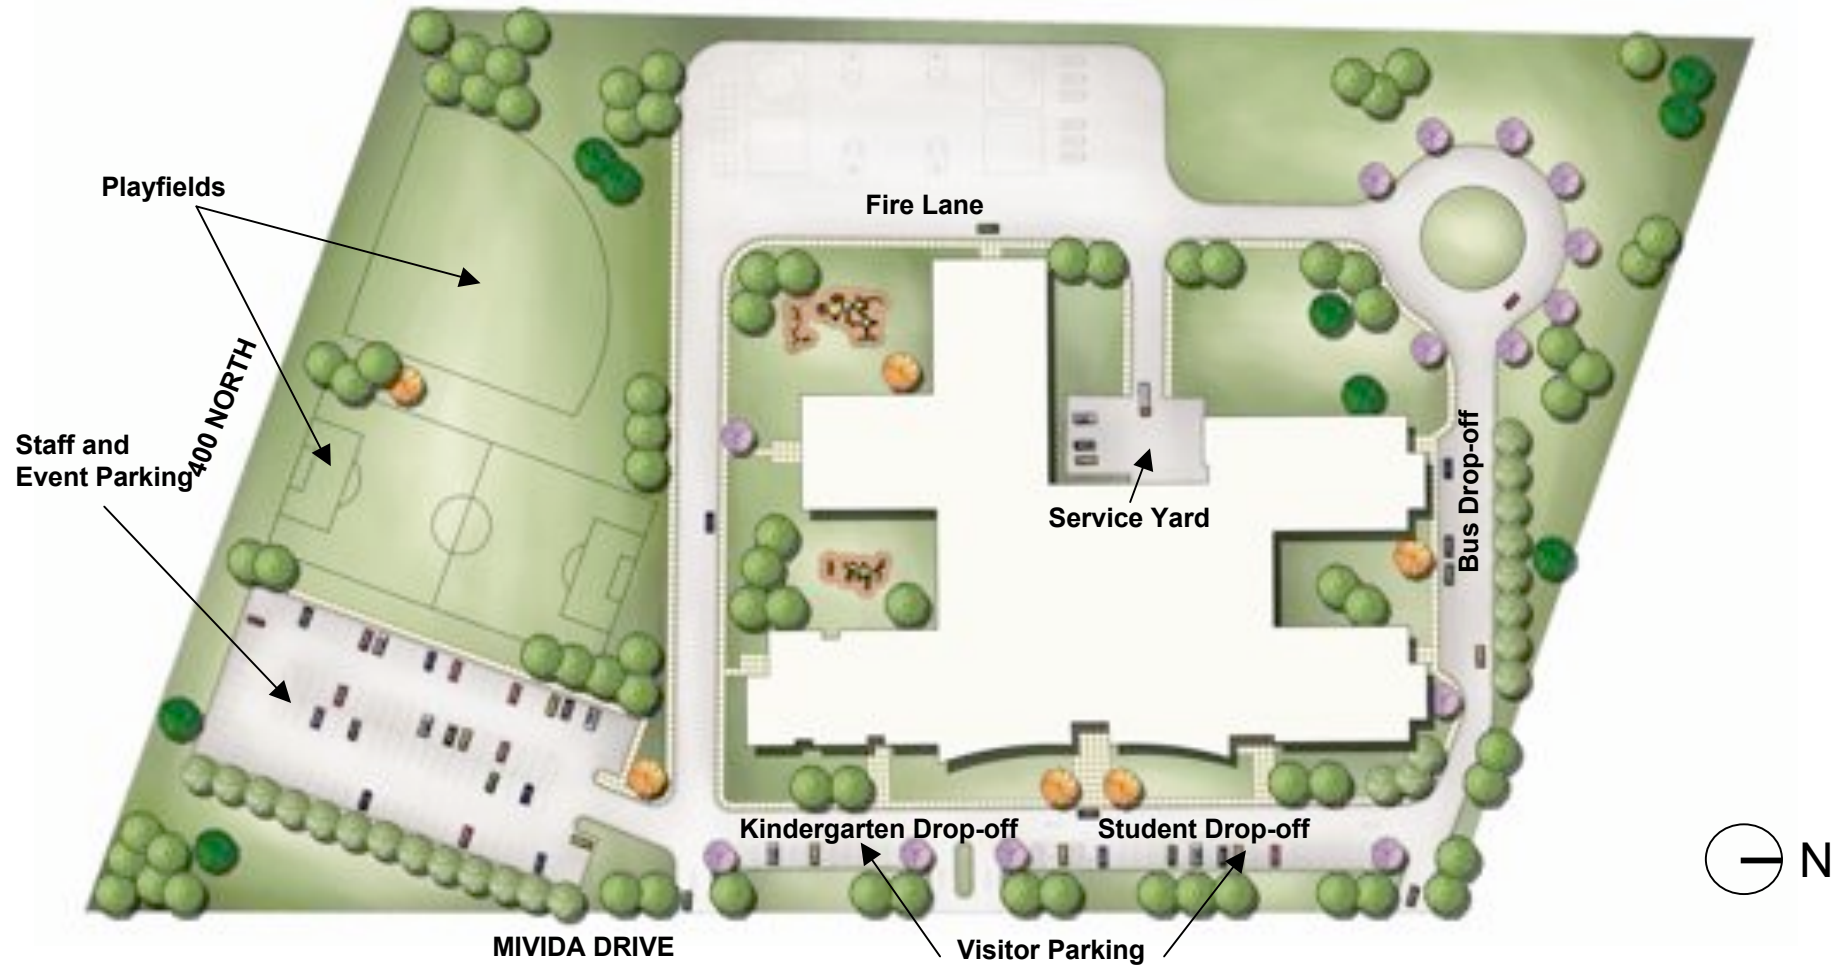 Playfields
Fire Lane
400 NORTH
Staff and
Event Parking
Service Yard
Bus Drop-off
Kindergarten Drop-off
Student Drop-off
N
MIVIDA DRIVE
Visitor Parking